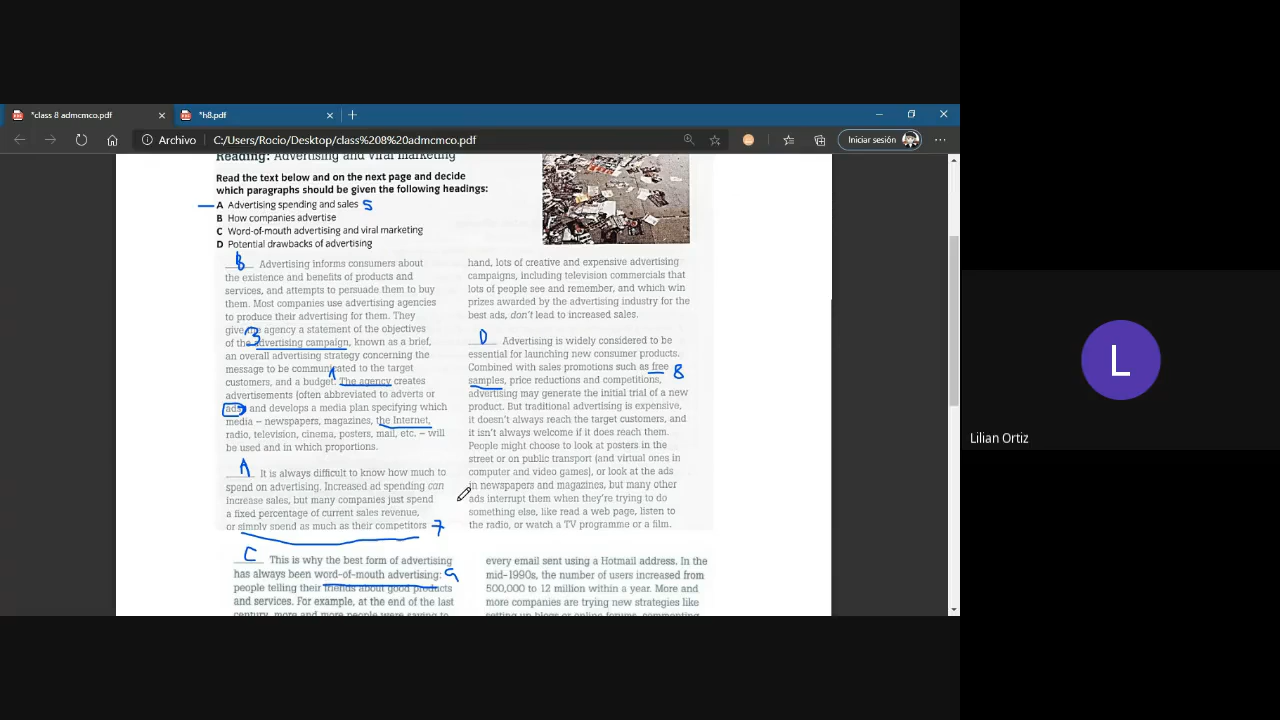 *class 8 admcmco.pdf
*h8.pdf
Archivo
C:/Users/Rocio/Desktop/class%208%20admcmco.pdf
Iniciar sesión
Reading: Advertising and viral marketing
Read the text below and on the next page and decide
which paragraphs should be given the following headings:
A Advertising spending and sales 5
B How companies advertise
C Word-of-mouth advertising and viral marketing
D Potential drawbacks of advertising
B Advertising informs consumers about
the existence and benefits of products and
services, and attempts to persuade them to buy
them. Most companies use advertising agencies
to produce their advertising for them. They
give the agency a statement of the objectives
3
of the advertising campaign, known as a brief,
an overall advertising strategy concerning the
message to be communicated to the target
1
customers, and a budget. The agency creates
advertisements (often abbreviated to adverts or
ads) and develops a media plan specifying which
media – newspapers, magazines, the Internet,
radio, television, cinema, posters, mail, etc. – will
be used and in which proportions.
A It is always difficult to know how much to
spend on advertising. Increased ad spending can
increase sales, but many companies just spend
a fixed percentage of current sales revenue,
or simply spend as much as their competitors 7
hand, lots of creative and expensive advertising
campaigns, including television commercials that
lots of people see and remember, and which win
prizes awarded by the advertising industry for the
best ads, don't lead to increased sales.
D Advertising is widely considered to be
essential for launching new consumer products.
Combined with sales promotions such as free 8
samples, price reductions and competitions,
advertising may generate the initial trial of a new
product. But traditional advertising is expensive,
it doesn't always reach the target customers, and
it isn't always welcome if it does reach them.
People might choose to look at posters in the
street or on public transport (and virtual ones in
computer and video games), or look at the ads
in newspapers and magazines, but many other
ads interrupt them when they're trying to do
something else, like read a web page, listen to
the radio, or watch a TV programme or a film.
C This is why the best form of advertising
has always been word-of-mouth advertising: 9
people telling their friends about good products
and services. For example, at the end of the last
century, more and more people were saying to
every email sent using a Hotmail address. In the
mid-1990s, the number of users increased from
500,000 to 12 million within a year. More and
more companies are trying new strategies like
setting up blogs or online forums, commenting
L
Lilian Ortiz